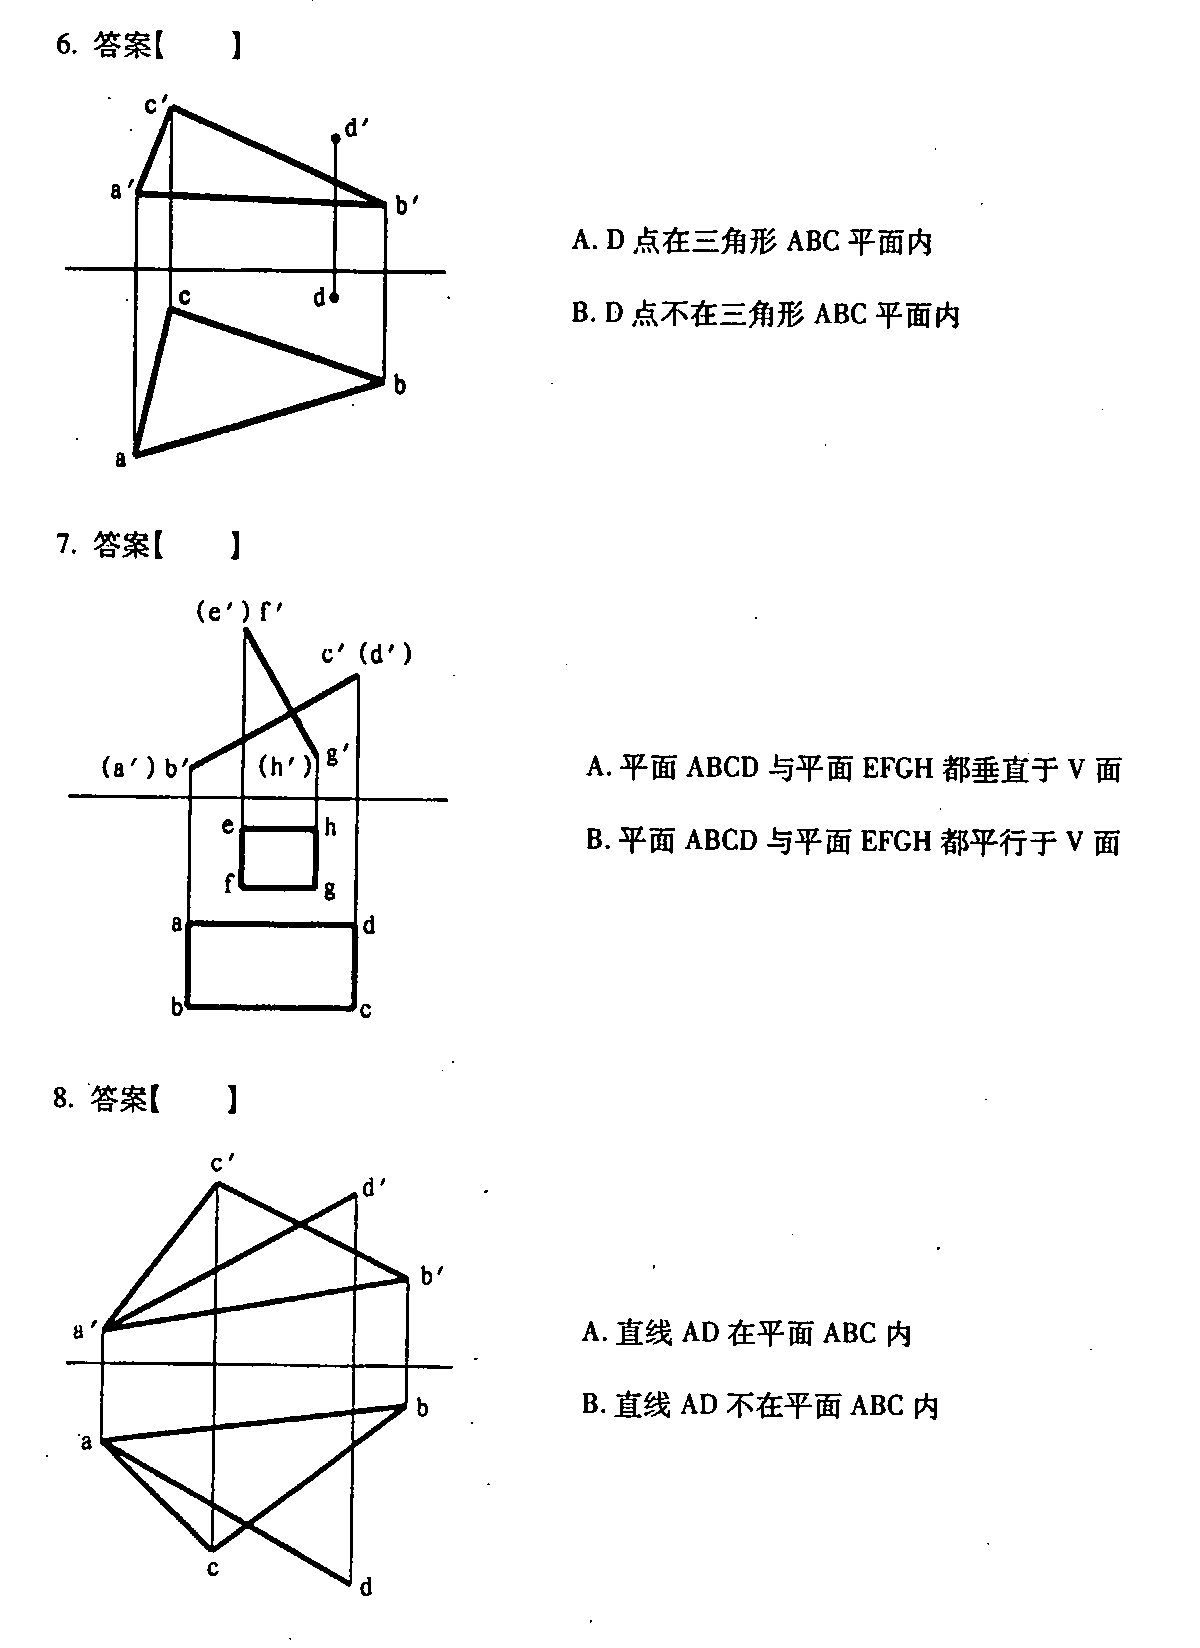 6. 答案【 】
c′
d′
a′
b′
A. D 点在三角形 ABC 平面内
c
d
B. D 点不在三角形 ABC 平面内
b
a
7. 答案【 】
(e′) f′
c′ (d′)
(a′) b′ (h′) g′
A. 平面 ABCD 与平面 EFGH 都垂直于 V 面
e h
B. 平面 ABCD 与平面 EFGH 都平行于 V 面
f g
a d
b c
8. 答案【 】
c′
d′
b′
a′
A. 直线 AD 在平面 ABC 内
b
B. 直线 AD 不在平面 ABC 内
a
c
d